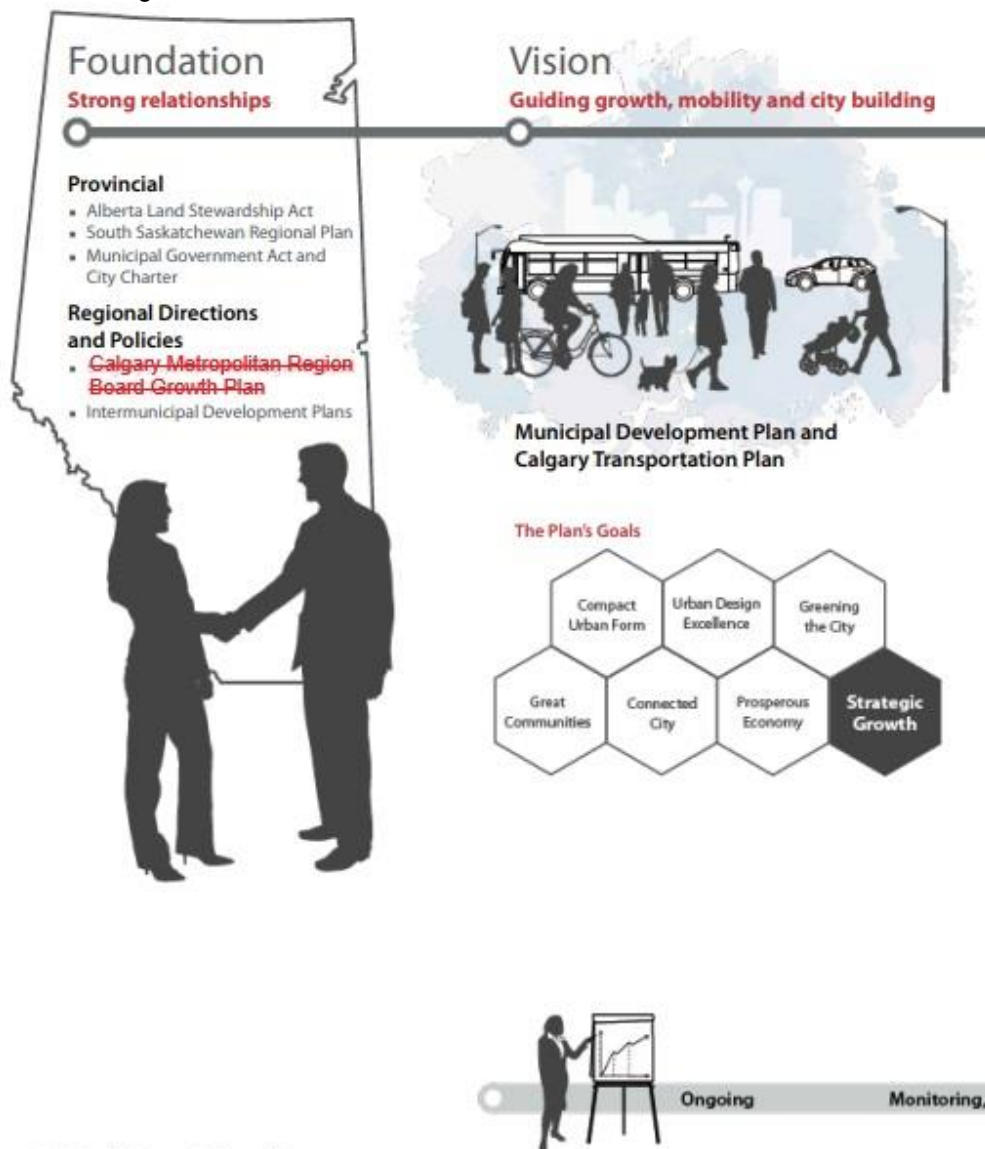 Foundation
Strong relationships
Provincial
▪ Alberta Land Stewardship Act
▪ South Saskatchewan Regional Plan
▪ Municipal Government Act and
City Charter
Regional Directions
and Policies
▪ Calgary Metropolitan Region
Board Growth Plan
▪ Intermunicipal Development Plans
Vision
Guiding growth, mobility and city building
Municipal Development Plan and
Calgary Transportation Plan
The Plan's Goals
Compact
Urban Form
Urban Design
Excellence
Greening
the City
Great
Communities
Connected
City
Prosperous
Economy
Strategic
Growth
Ongoing
Monitoring,